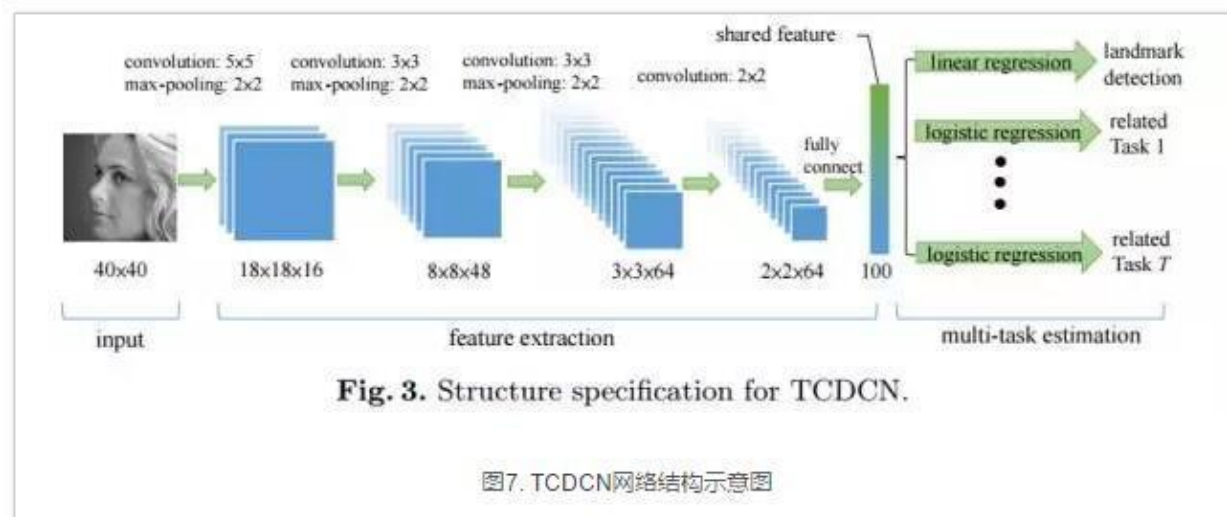 shared feature
convolution: 5x5
max-pooling: 2x2
convolution: 3x3
max-pooling: 2x2
convolution: 3x3
max-pooling: 2x2
convolution: 2x2
fully
connect
linear regression
landmark
detection
logistic regression
related
Task 1
logistic regression
related
Task T
40x40
18x18x16
8x8x48
3x3x64
2x2x64
100
input
feature extraction
multi-task estimation
Fig. 3. Structure specification for TCDCN.
图7. TCDCN网络结构示意图